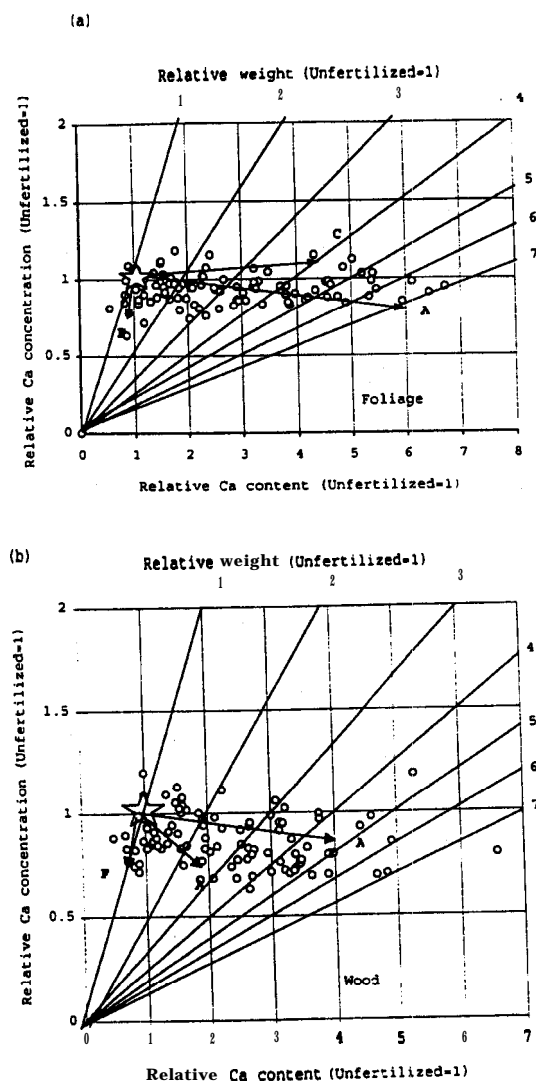 (a)
Relative weight (Unfertilized=1)
1 2 3 4
2
1.5
1
0.5
0
5
6
7
C
A
Foliage
0 1 2 3 4 5 6 7 8
Relative Ca concentration (Unfertilized=1)
Relative Ca content (Unfertilized=1)
(b)
Relative weight (Unfertilized=1)
1 2 3
2
1.5
1
0.5
0
4
5
6
7
F
A
A
Wood
0 1 2 3 4 5 6 7
Relative Ca concentration (Unfertilized=1)
Relative Ca content (Unfertilized=1)